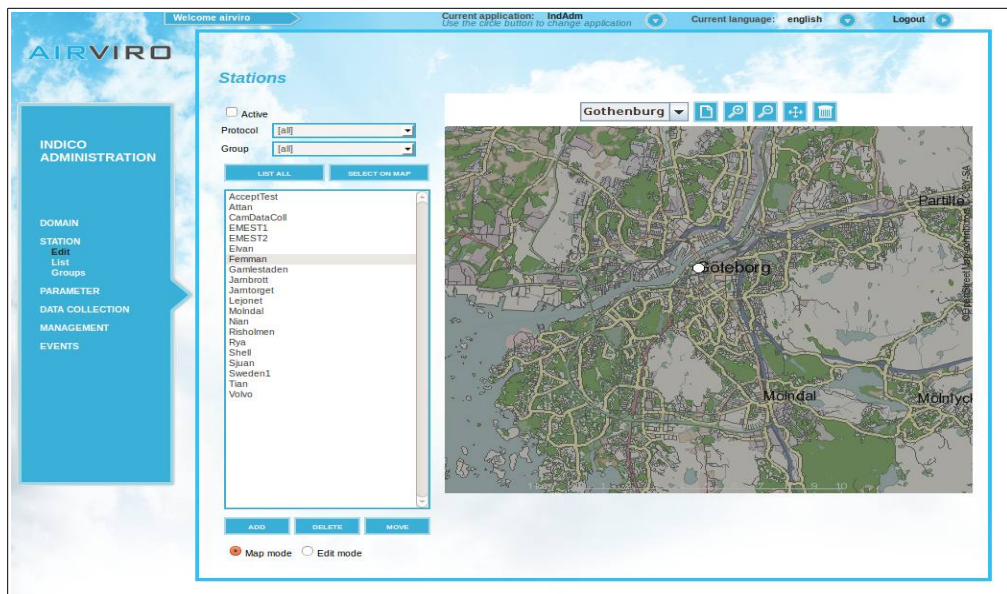 Welcome airviro
Current application: IndAdm
Use the circle button to change application
Current language: english
Logout
AIRVIRO
Stations
INDICO
ADMINISTRATION
DOMAIN
STATION
Edit
List
Groups
PARAMETER
DATA COLLECTION
MANAGEMENT
EVENTS
Active
Protocol [all]
Group [all]
LIST ALL
SELECT ON MAP
AcceptTest
Attan
CamDataColl
EMEST1
EMEST2
Elvan
Femman
Gamlestaden
Jambrott
Jarntorget
Lejonet
Molndal
Nian
Risholmen
Rya
Shell
Sjuan
Sweden1
Tian
Volvo
ADD
DELETE
MOVE
Map mode
Edit mode
Gothenburg
Partille
Göteborg
Mölndal
Mölnlyck
9 10